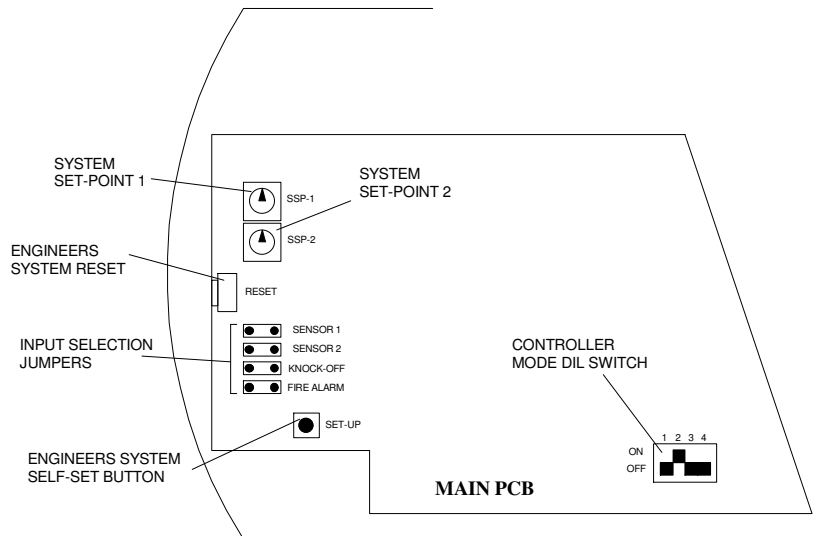 SYSTEM
SET-POINT 1
SYSTEM
SET-POINT 2
SSP-1
SSP-2
ENGINEERS
SYSTEM RESET
RESET
INPUT SELECTION
JUMPERS
SENSOR 1
SENSOR 2
KNOCK-OFF
FIRE ALARM
CONTROLLER
MODE DIL SWITCH
SET-UP
1 2 3 4
ON
OFF
ENGINEERS SYSTEM
SELF-SET BUTTON
MAIN PCB